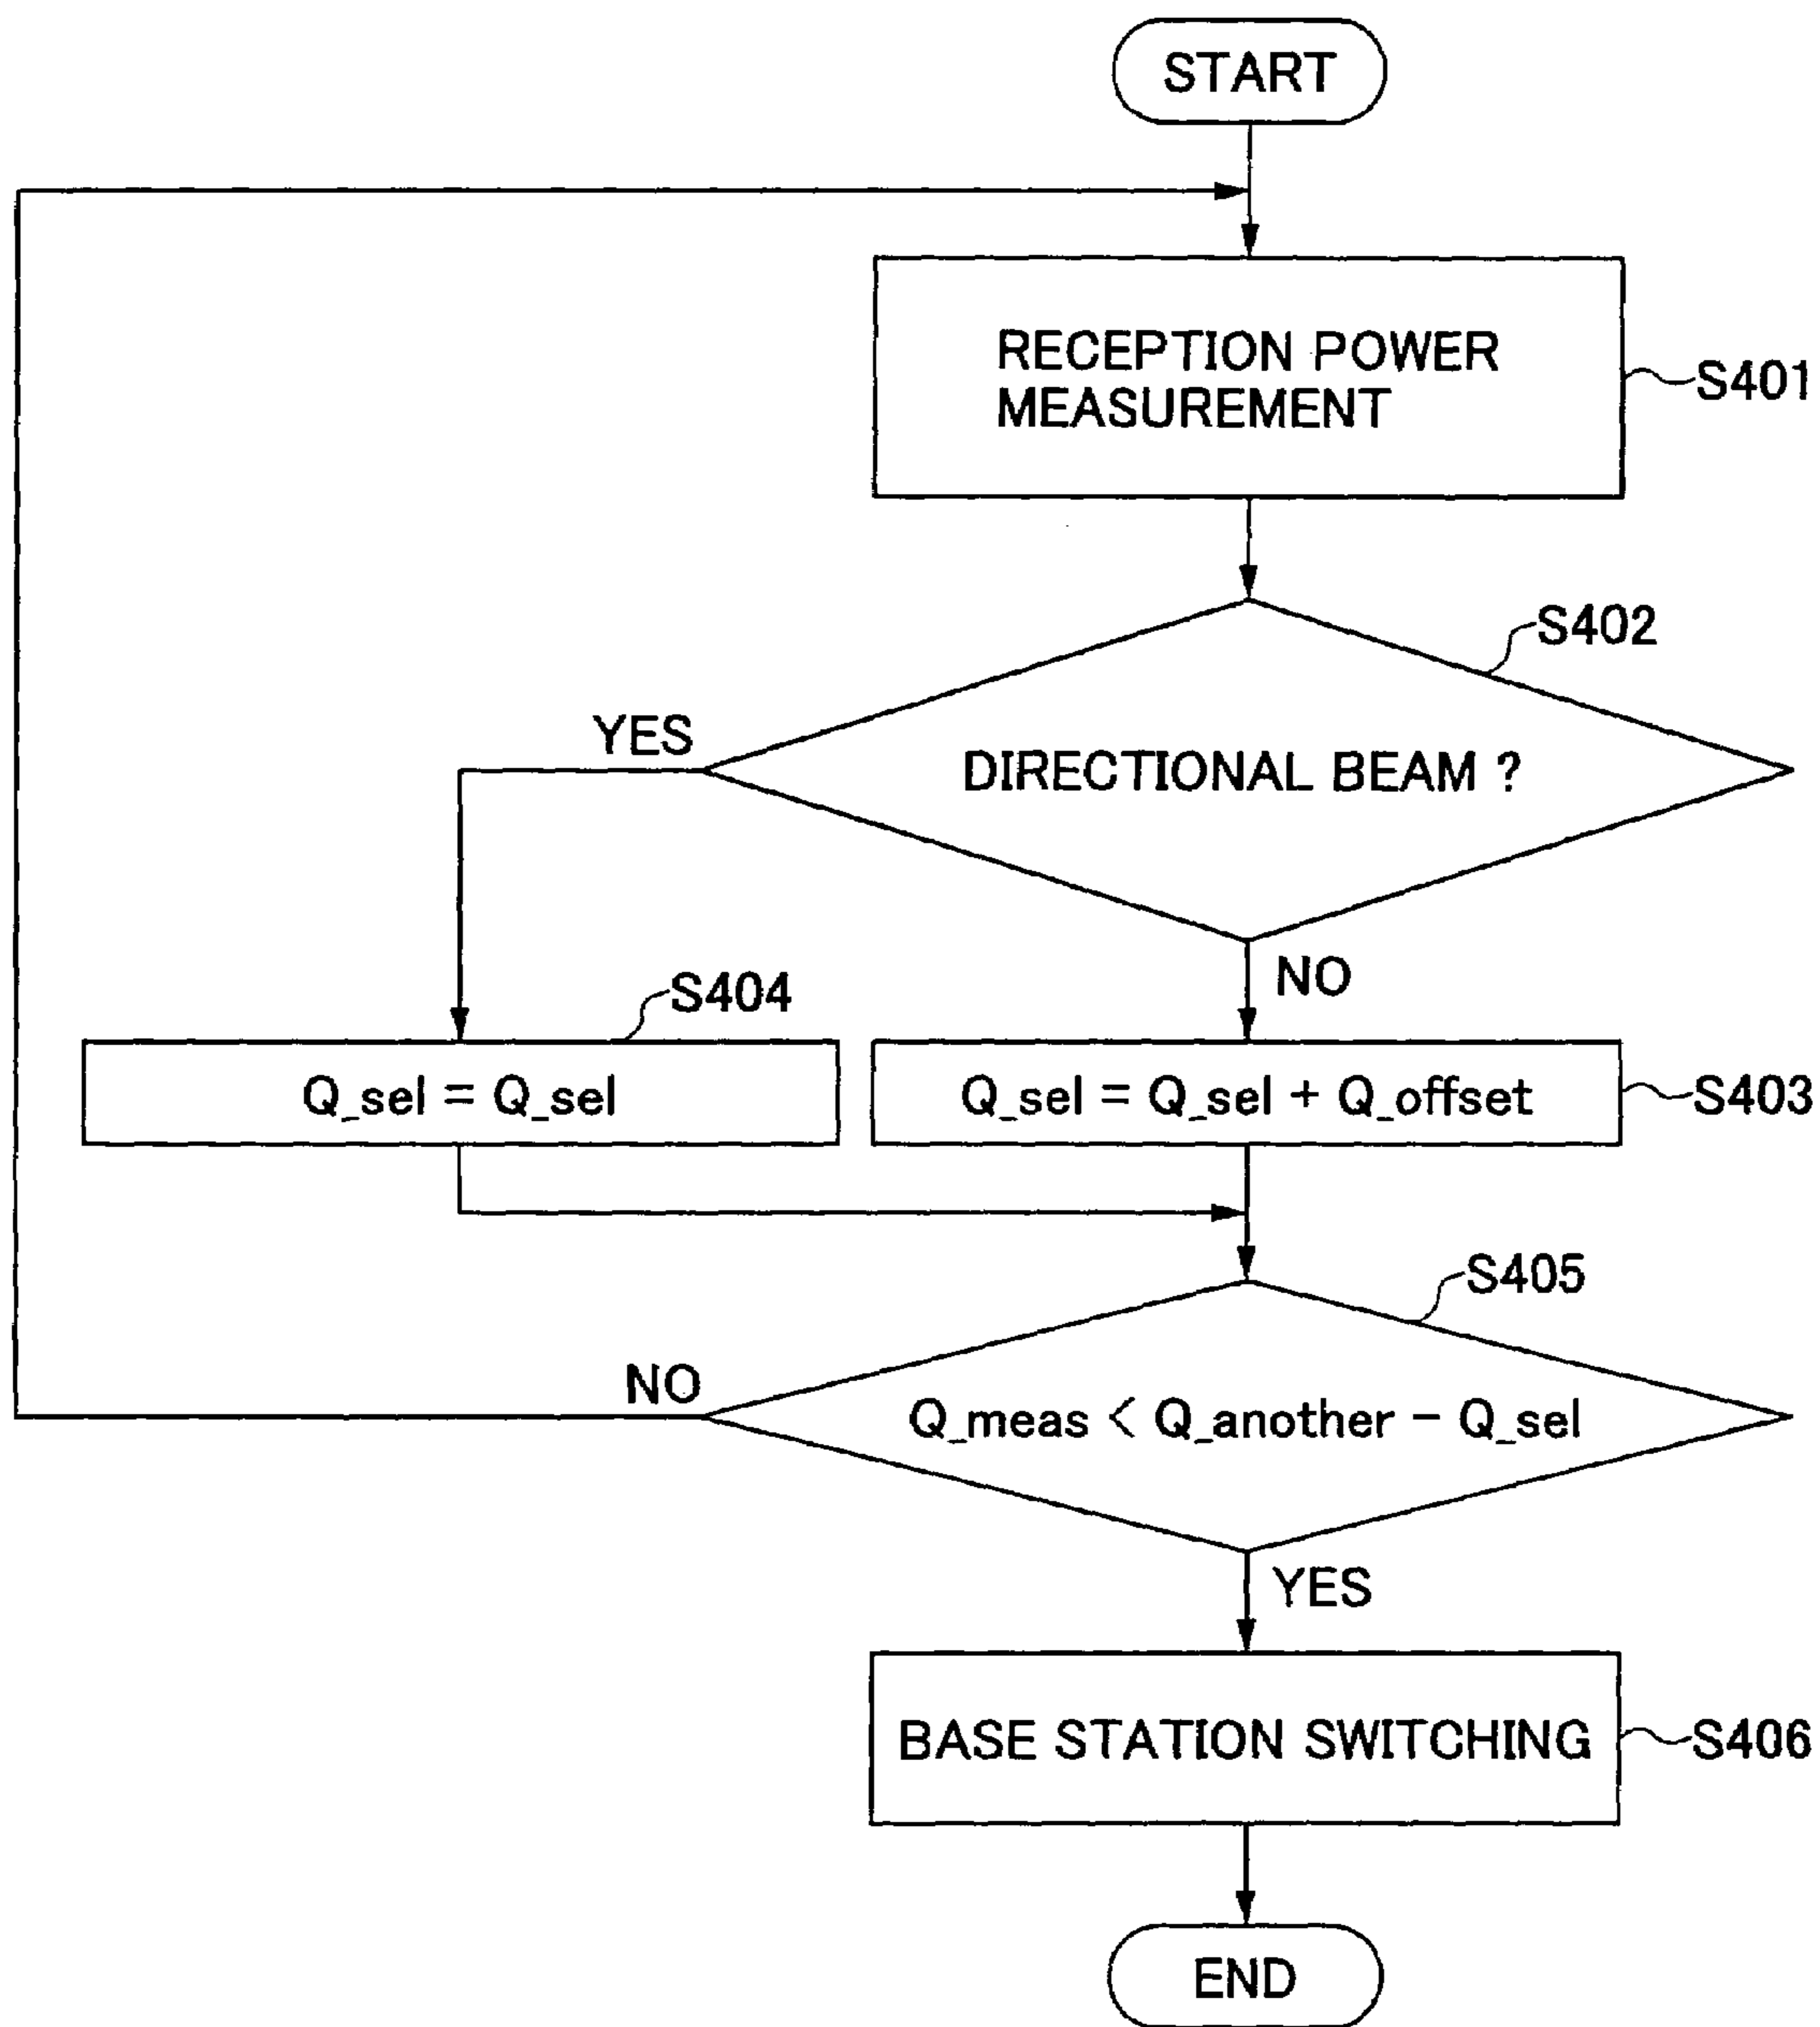 START
RECEPTION POWER
MEASUREMENT
S401
S402
YES
DIRECTIONAL BEAM ?
NO
S404
Q_sel = Q_sel
Q_sel = Q_sel + Q_offset
S403
S405
NO
Q_meas < Q_another - Q_sel
YES
BASE STATION SWITCHING
S406
END